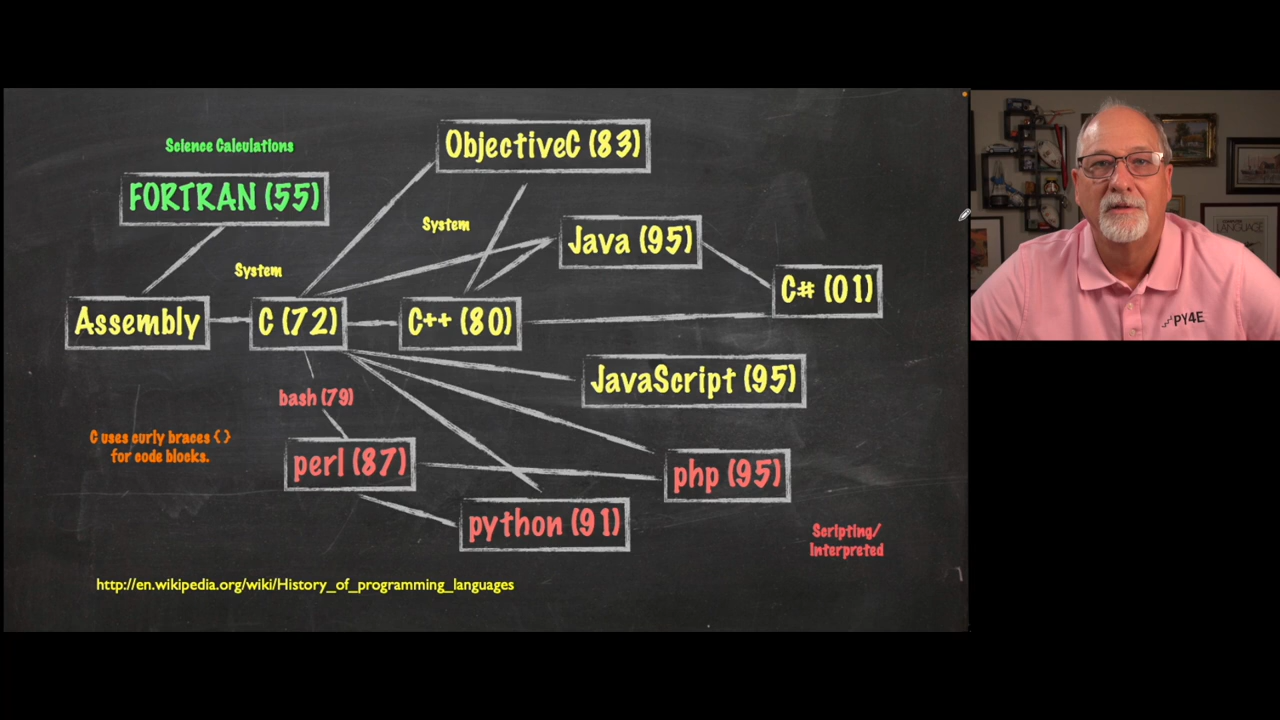 Science Calculations
ObjectiveC (83)
FORTRAN (55)
System
Java (95)
System
C# (01)
Assembly
C (72)
C++ (80)
JavaScript (95)
bash (79)
C uses curly braces { }
for code blocks.
perl (87)
php (95)
python (91)
Scripting/
Interpreted
http://en.wikipedia.org/wiki/History_of_programming_languages
PY4E
LANGUAGE